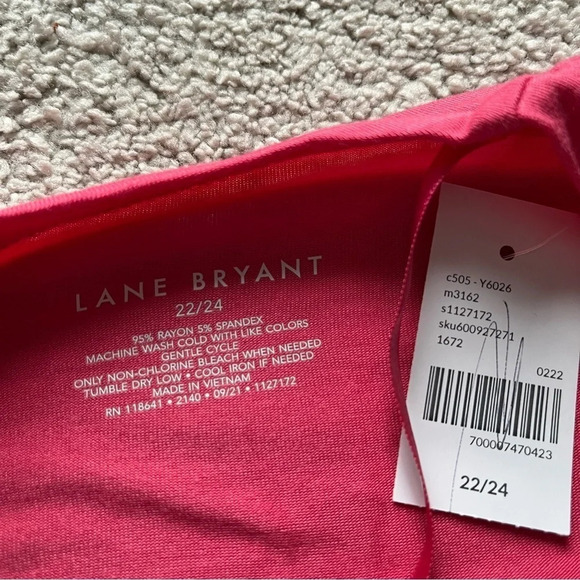 LANE BRYANT
22/24
95% RAYON 5% SPANDEX
MACHINE WASH COLD WITH LIKE COLORS
GENTLE CYCLE
ONLY NON-CHLORINE BLEACH WHEN NEEDED
TUMBLE DRY LOW • COOL IRON IF NEEDED
MADE IN VIETNAM
RN 118641 • 2140 • 09/21 • 1127172
c505 - Y6026
m3162
s1127172
sku600927271
1672
0222
700007470423
22/24